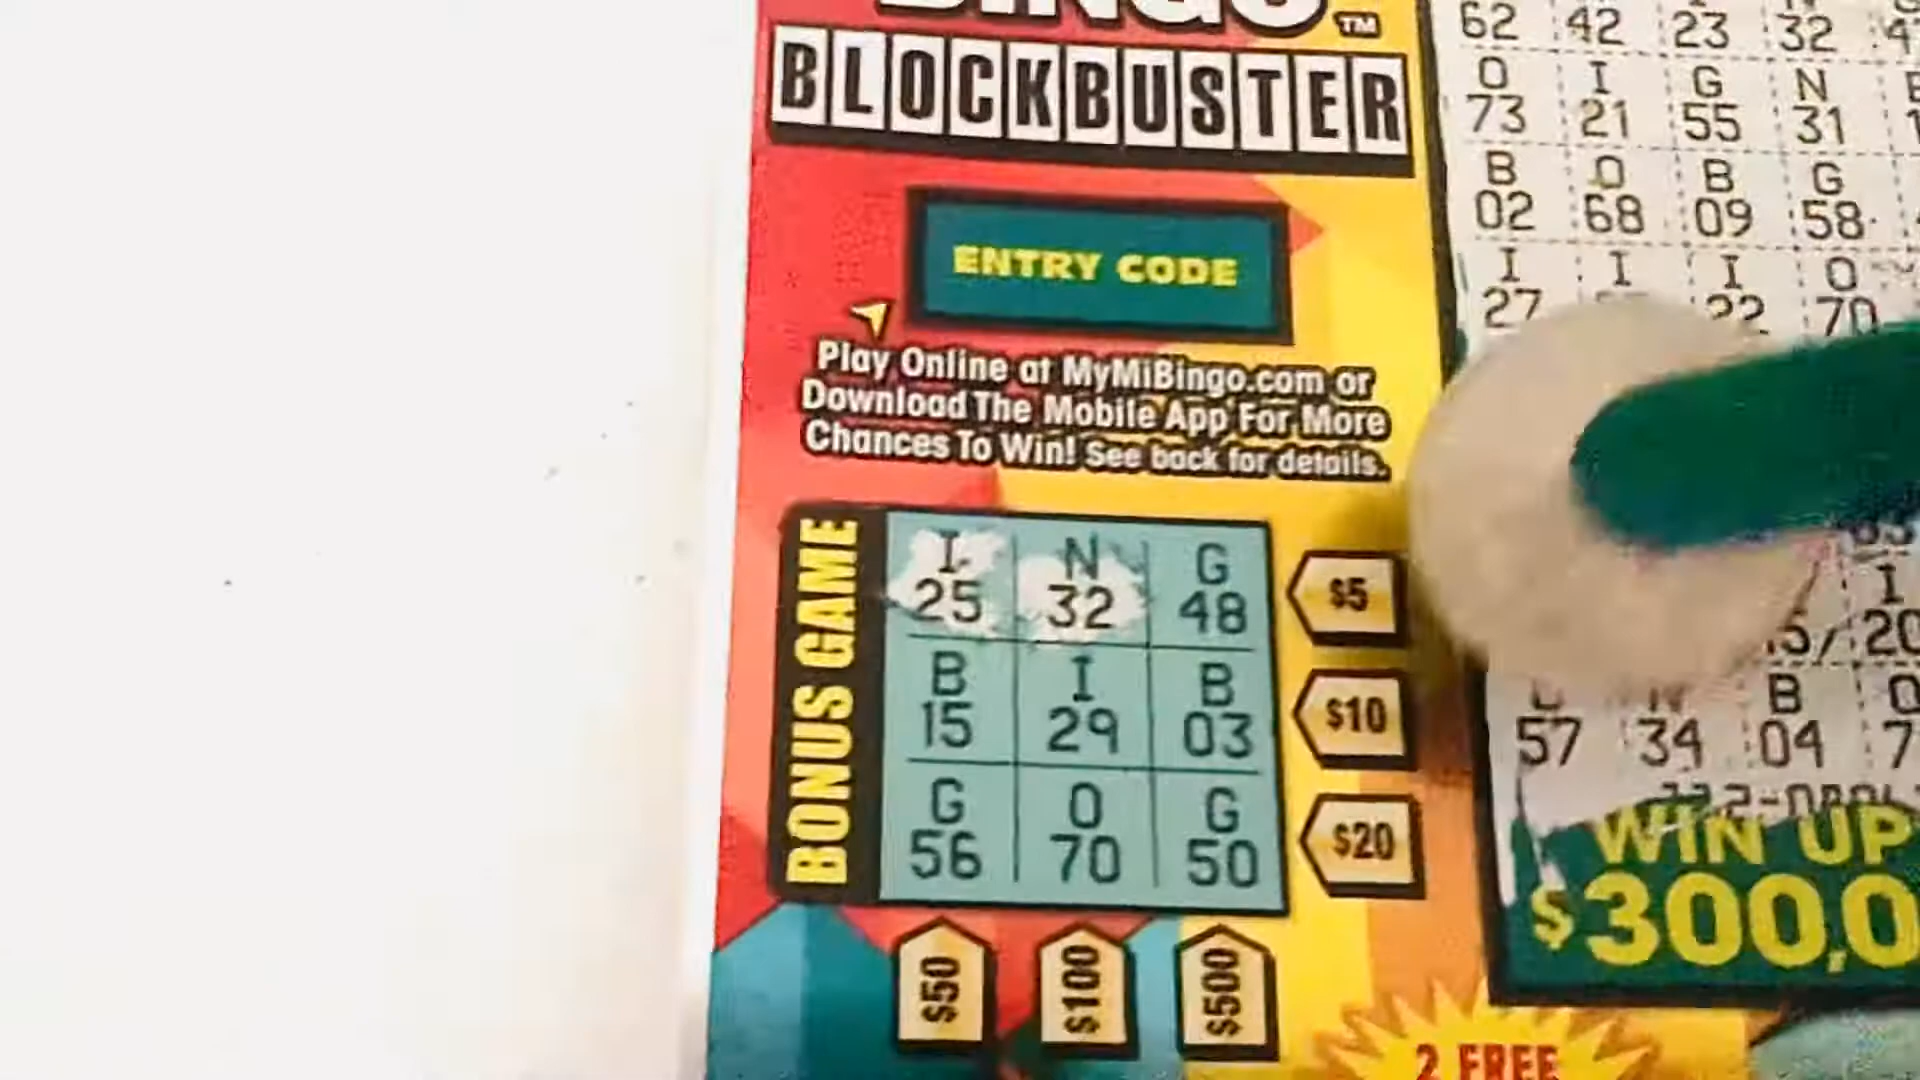 BINGO™
BLOCKBUSTER
ENTRY CODE
Play Online at MyMiBingo.com or
Download The Mobile App For More
Chances To Win! See back for details.
BONUS GAME
I N G
25 32 48
$5
B I B
15 29 03
$10
G O G
56 70 50
$20
$50 $100 $500
62 42 23 32
O I G N
73 21 55 31
B O B G
02 68 09 58
I I I O
27 22 70
I
20
B
57 34 04
WIN UP
$300,0
2 FREE